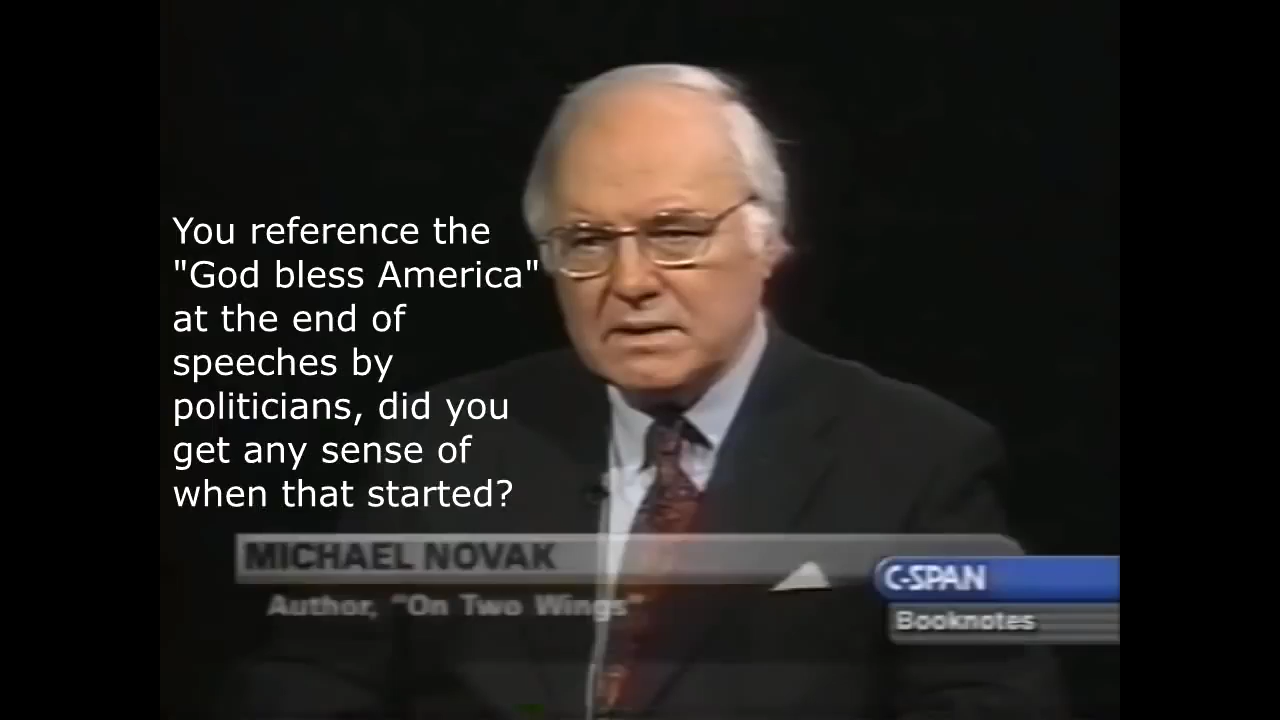 You reference the
"God bless America"
at the end of
speeches by
politicians, did you
get any sense of
when that started?
MICHAEL NOVAK
Author, "On Two Wings"
C-SPAN
Booknotes